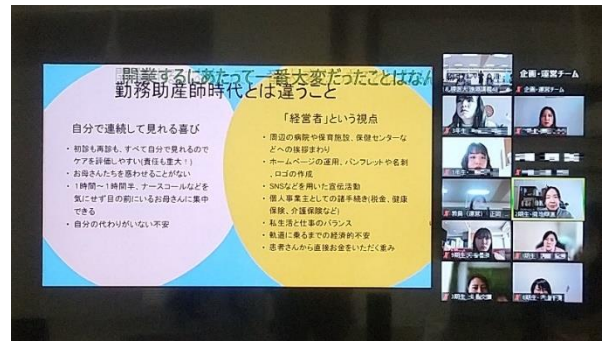 開業するにあたって一番大変だったことはなん
勤務助産師時代とは違うこと
自分で連続して見れる喜び
・初診も再診も、すべて自分で見れるので
ケアを評価しやすい(責任も重大！)
・お母さんたちを惑わせることがない
・1時間〜1時間半、ナースコールなどを
気にせず目の前にいるお母さんに集中
できる
・自分の代わりがいない不安
「経営者」という視点
・周辺の病院や保育施設、保健センターな
どへの挨拶まわり
・ホームページの運用、パンフレットや名刺
、ロゴの作成
・SNSなどを用いた宣伝活動
・個人事業主としての諸手続き(税金、健康
保険、介護保険など)
・私生活と仕事のバランス
・軌道に乗るまでの経済的不安
・患者さんから直接お金をいただく重み
企画・運営チーム
企画・運営チーム